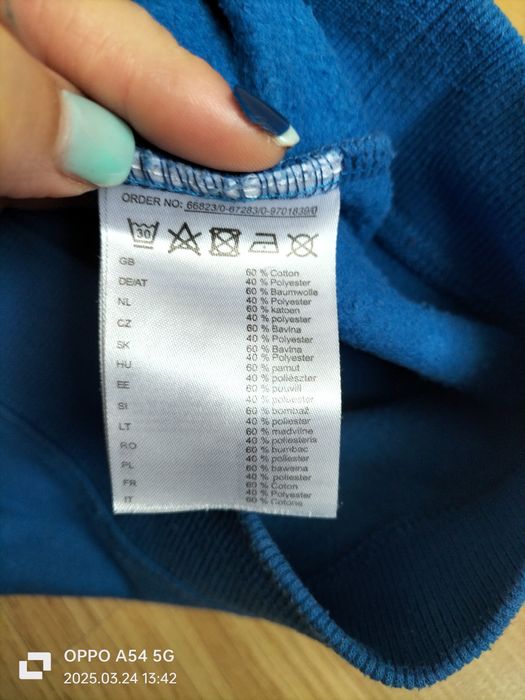 ORDER NO: 66823/0-67283/0-9701839/0
30
GB 60 % Cotton
40 % Polyester
DE/AT 60 % Baumwolle
40 % Polyester
NL 60 % katoen
40 % polyester
CZ 60 % Bavlna
40 % Polyester
SK 60 % Bavlna
40 % Polyester
HU 60 % pamut
40 % poliészter
EE 60 % puuvill
40 % polüester
SI 60 % bombaž
40 % poliester
LT 60 % medvilnė
40 % poliesteris
RO 60 % bumbac
40 % poliester
PL 60 % bawełna
40 % poliester
FR 60 % Coton
40 % Polyester
IT 60 % Cotone
OPPO A54 5G
2025.03.24 13:42